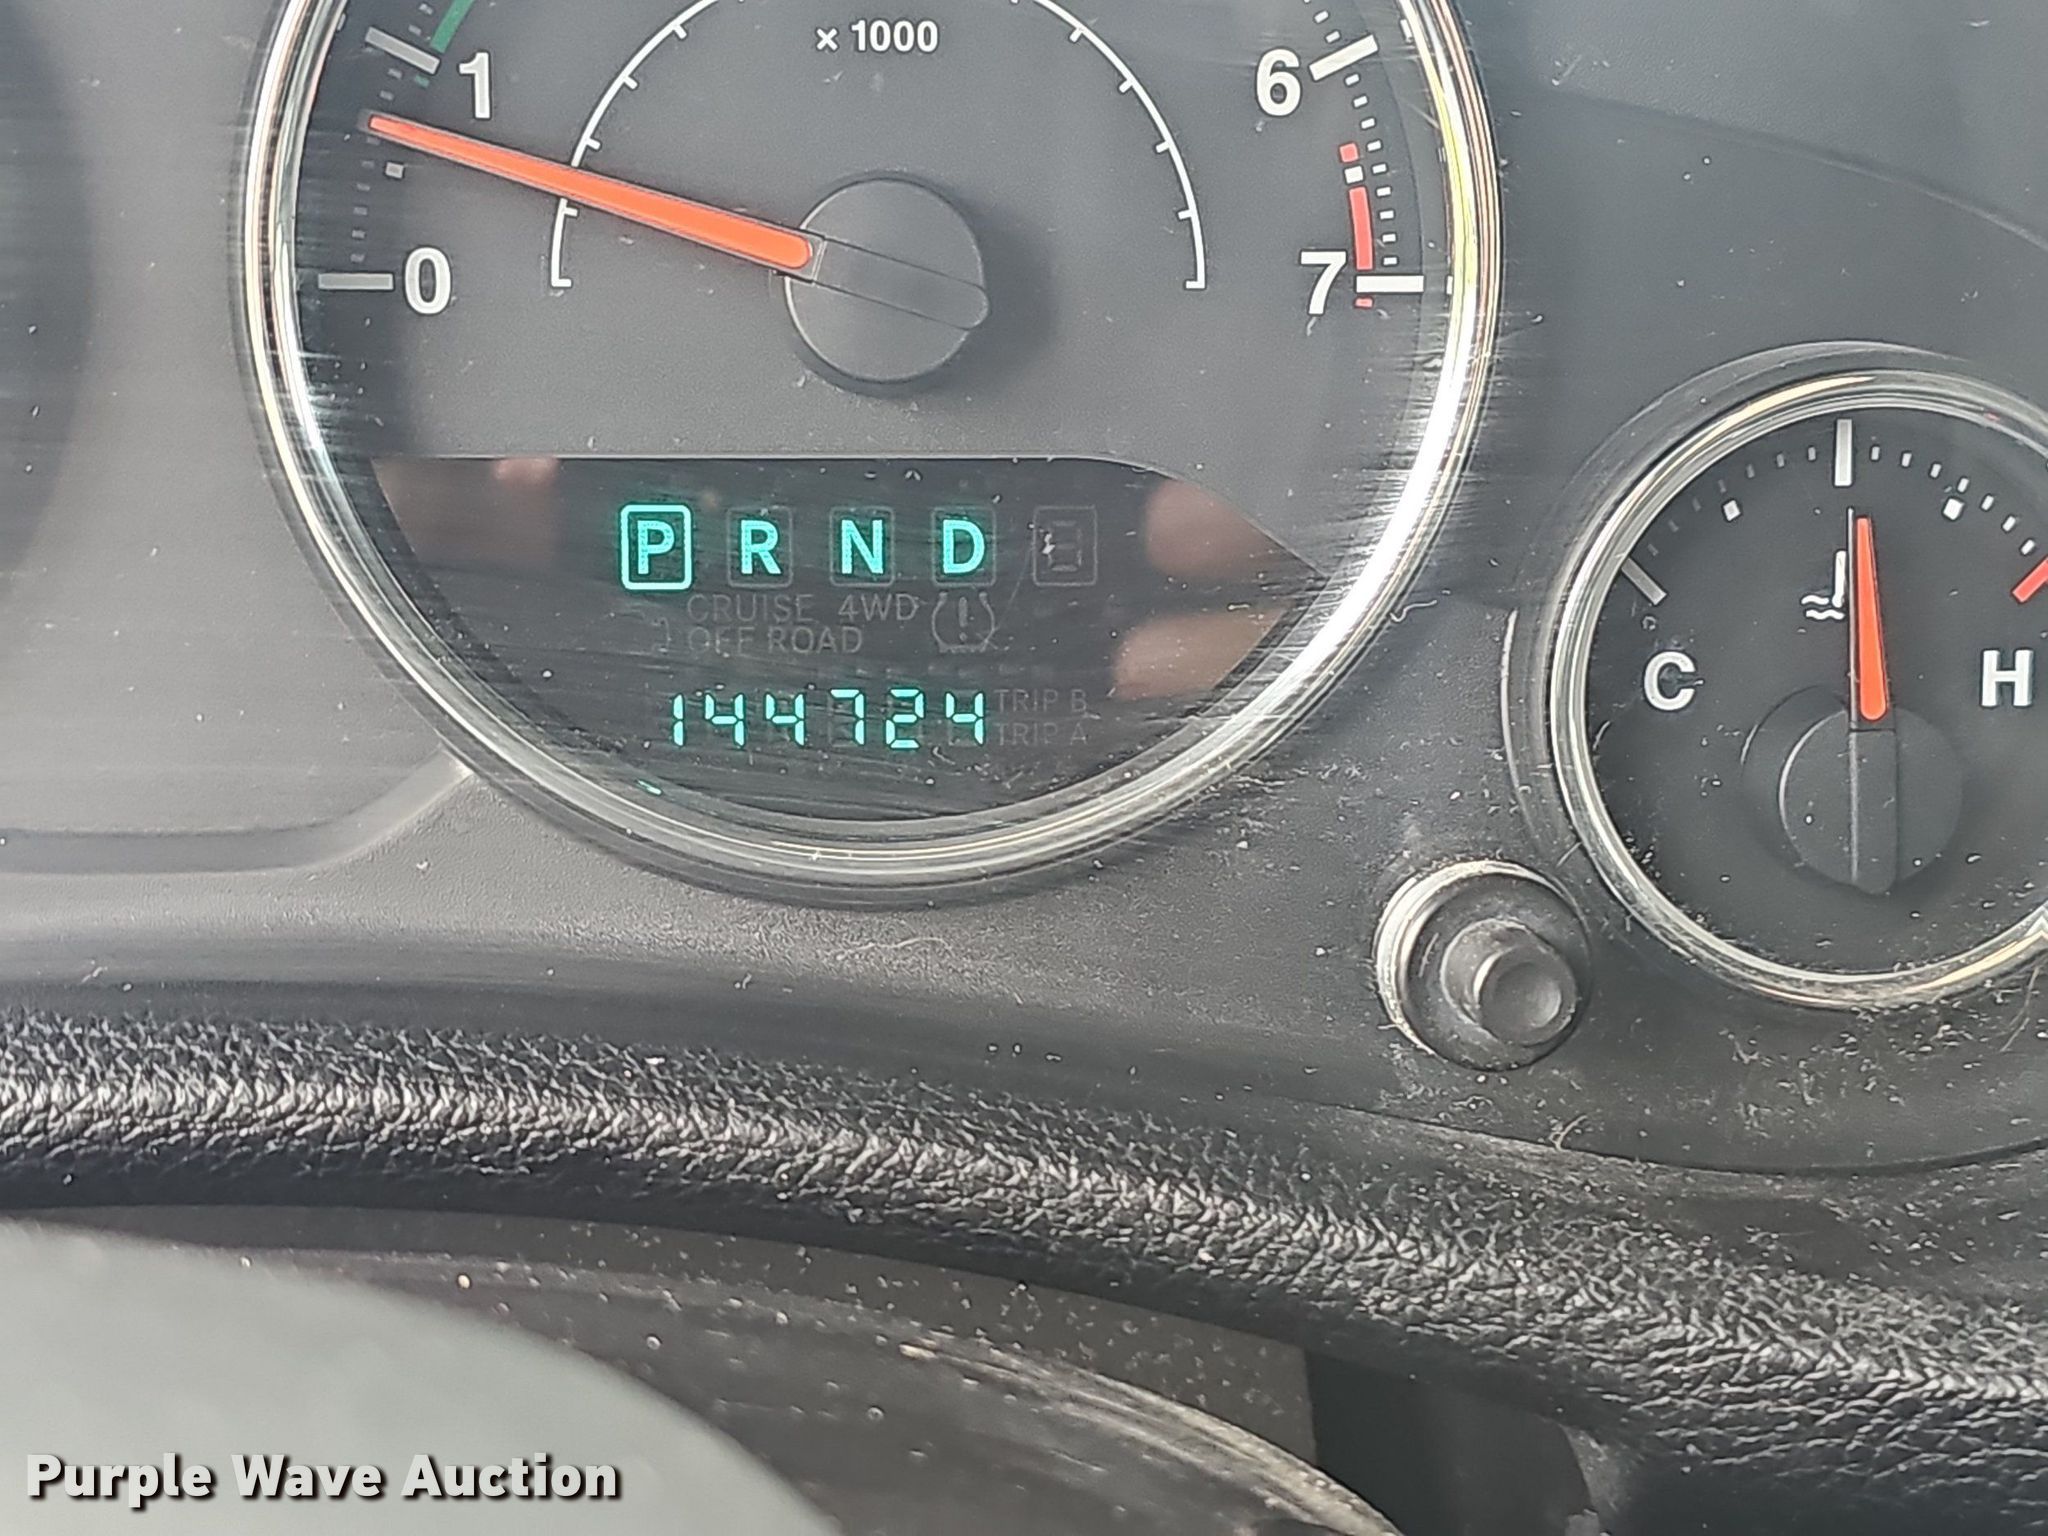 × 1000
1
6
0
7
P R N D
CRUISE 4WD
OFF ROAD
144724
TRIP B
TRIP A
C
H
Purple Wave Auction